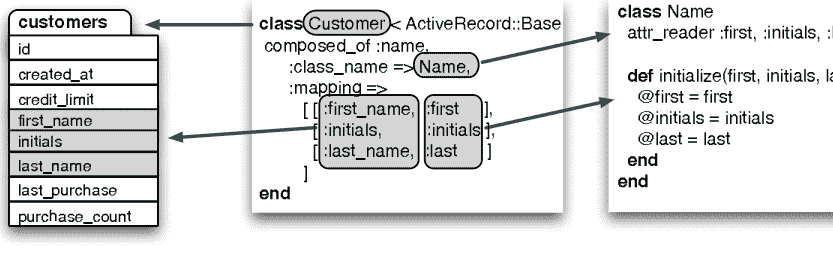 customers
id
created_at
credit_limit
first_name
initials
last_name
last_purchase
purchase_count
class Customer < ActiveRecord::Base
composed_of :name,
:class_name => Name,
:mapping =>
[ [ :first_name, :first ],
[ :initials, :initials ],
[ :last_name, :last ]
]
end
class Name
attr_reader :first, :initials,
def initialize(first, initials,
@first = first
@initials = initials
@last = last
end
end